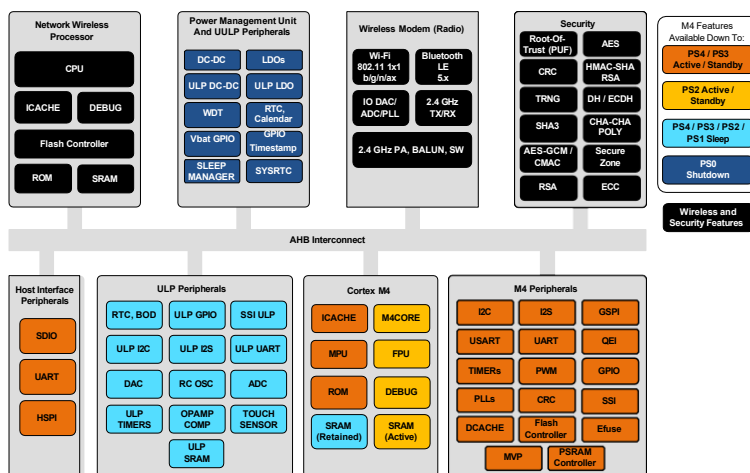 Network Wireless
Processor
CPU
ICACHE
DEBUG
Flash Controller
ROM
SRAM
Power Management Unit
And UULP Peripherals
DC-DC
LDOs
ULP DC-DC
ULP LDO
WDT
RTC,
Calendar
Vbat GPIO
GPIO
Timestamp
SLEEP
MANAGER
SYSRTC
Wireless Modem (Radio)
Wi-Fi
802.11 1x1
b/g/n/ax
Bluetooth
LE
5.x
IO DAC/
ADC/PLL
2.4 GHz
TX/RX
2.4 GHz PA, BALUN, SW
Security
Root-Of-
Trust (PUF)
AES
CRC
HMAC-SHA
RSA
TRNG
DH / ECDH
SHA3
CHA-CHA
POLY
AES-GCM /
CMAC
Secure
Zone
RSA
ECC
M4 Features
Available Down To:
PS4 / PS3
Active / Standby
PS2 Active /
Standby
PS4 / PS3 / PS2 /
PS1 Sleep
PS0
Shutdown
Wireless and
Security Features
AHB Interconnect
Host Interface
Peripherals
SDIO
UART
HSPI
ULP Peripherals
RTC, BOD
ULP GPIO
SSI ULP
ULP I2C
ULP I2S
ULP UART
DAC
RC OSC
ADC
ULP
TIMERS
OPAMP
COMP
TOUCH
SENSOR
ULP
SRAM
Cortex M4
ICACHE
M4CORE
MPU
FPU
ROM
DEBUG
SRAM
(Retained)
SRAM
(Active)
M4 Peripherals
I2C
I2S
GSPI
USART
UART
QEI
TIMERs
PWM
GPIO
PLLs
CRC
SSI
DCACHE
Flash
Controller
Efuse
MVP
PSRAM
Controller